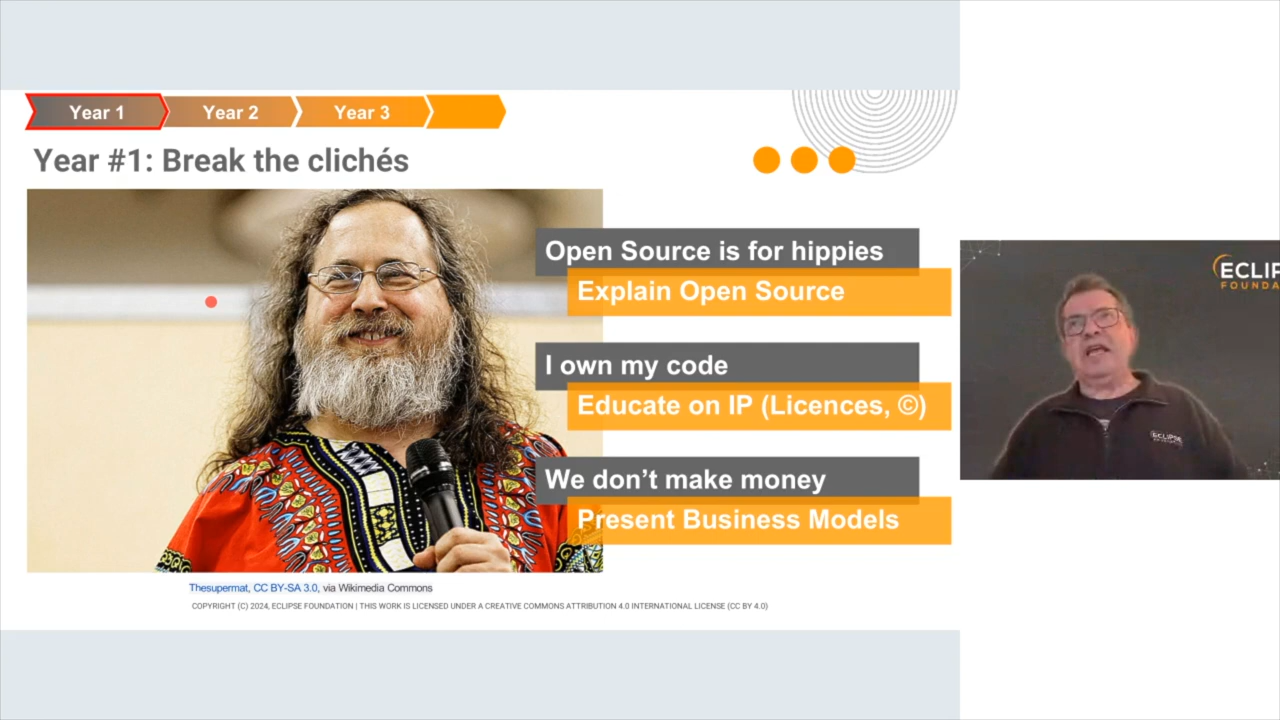 Year 1
Year 2
Year 3
Year #1: Break the clichés
Open Source is for hippies
Explain Open Source
I own my code
Educate on IP (Licences, ©)
We don’t make money
Present Business Models
Thesupermat, CC BY-SA 3.0, via Wikimedia Commons
COPYRIGHT (C) 2024, ECLIPSE FOUNDATION | THIS WORK IS LICENSED UNDER A CREATIVE COMMONS ATTRIBUTION 4.0 INTERNATIONAL LICENSE (CC BY 4.0)
ECLIP
FOUNDA
ECLIPSE